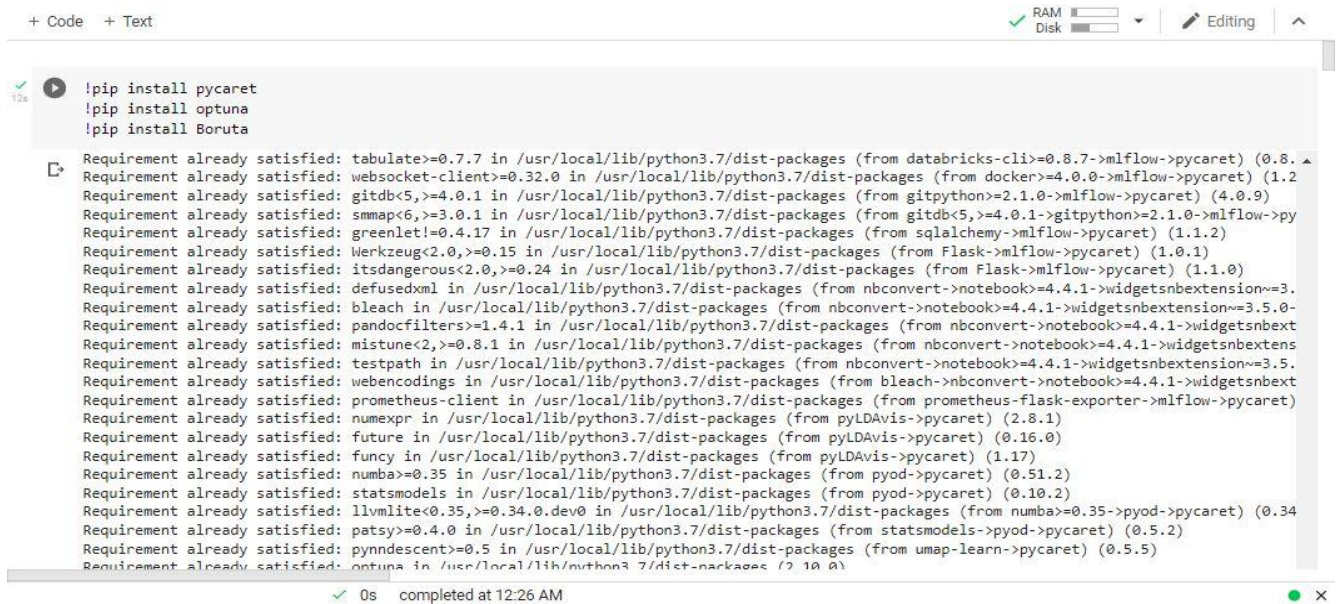 + Code + Text
RAM
Disk
Editing
12s
!pip install pycaret
!pip install optuna
!pip install Boruta
Requirement already satisfied: tabulate>=0.7.7 in /usr/local/lib/python3.7/dist-packages (from databricks-cli>=0.8.7->mlflow->pycaret) (0.8.
Requirement already satisfied: websocket-client>=0.32.0 in /usr/local/lib/python3.7/dist-packages (from docker>=4.0.0->mlflow->pycaret) (1.2
Requirement already satisfied: gitdb<5,>=4.0.1 in /usr/local/lib/python3.7/dist-packages (from gitpython>=2.1.0->mlflow->pycaret) (4.0.9)
Requirement already satisfied: smmap<6,>=3.0.1 in /usr/local/lib/python3.7/dist-packages (from gitdb<5,>=4.0.1->gitpython>=2.1.0->mlflow->py
Requirement already satisfied: greenlet!=0.4.17 in /usr/local/lib/python3.7/dist-packages (from sqlalchemy->mlflow->pycaret) (1.1.2)
Requirement already satisfied: Werkzeug<2.0,>=0.15 in /usr/local/lib/python3.7/dist-packages (from Flask->mlflow->pycaret) (1.0.1)
Requirement already satisfied: itsdangerous<2.0,>=0.24 in /usr/local/lib/python3.7/dist-packages (from Flask->mlflow->pycaret) (1.1.0)
Requirement already satisfied: defusedxml in /usr/local/lib/python3.7/dist-packages (from nbconvert->notebook>=4.4.1->widgetsnbextension~=3.
Requirement already satisfied: bleach in /usr/local/lib/python3.7/dist-packages (from nbconvert->notebook>=4.4.1->widgetsnbextension~=3.5.0-
Requirement already satisfied: pandocfilters>=1.4.1 in /usr/local/lib/python3.7/dist-packages (from nbconvert->notebook>=4.4.1->widgetsnbext
Requirement already satisfied: mistune<2,>=0.8.1 in /usr/local/lib/python3.7/dist-packages (from nbconvert->notebook>=4.4.1->widgetsnbextens
Requirement already satisfied: testpath in /usr/local/lib/python3.7/dist-packages (from nbconvert->notebook>=4.4.1->widgetsnbextension~=3.5.
Requirement already satisfied: webencodings in /usr/local/lib/python3.7/dist-packages (from bleach->nbconvert->notebook>=4.4.1->widgetsnbext
Requirement already satisfied: prometheus-client in /usr/local/lib/python3.7/dist-packages (from prometheus-flask-exporter->mlflow->pycaret)
Requirement already satisfied: numexpr in /usr/local/lib/python3.7/dist-packages (from pyLDAvis->pycaret) (2.8.1)
Requirement already satisfied: future in /usr/local/lib/python3.7/dist-packages (from pyLDAvis->pycaret) (0.16.0)
Requirement already satisfied: funcy in /usr/local/lib/python3.7/dist-packages (from pyLDAvis->pycaret) (1.17)
Requirement already satisfied: numba>=0.35 in /usr/local/lib/python3.7/dist-packages (from pyod->pycaret) (0.51.2)
Requirement already satisfied: statsmodels in /usr/local/lib/python3.7/dist-packages (from pyod->pycaret) (0.10.2)
Requirement already satisfied: llvmlite<0.35,>=0.34.0.dev0 in /usr/local/lib/python3.7/dist-packages (from numba>=0.35->pyod->pycaret) (0.34
Requirement already satisfied: patsy>=0.4.0 in /usr/local/lib/python3.7/dist-packages (from statsmodels->pyod->pycaret) (0.5.2)
Requirement already satisfied: pynndescent>=0.5 in /usr/local/lib/python3.7/dist-packages (from umap-learn->pycaret) (0.5.5)
Requirement already satisfied: optuna in /usr/local/lib/python3.7/dist-packages (2.10.0)
0s completed at 12:26 AM